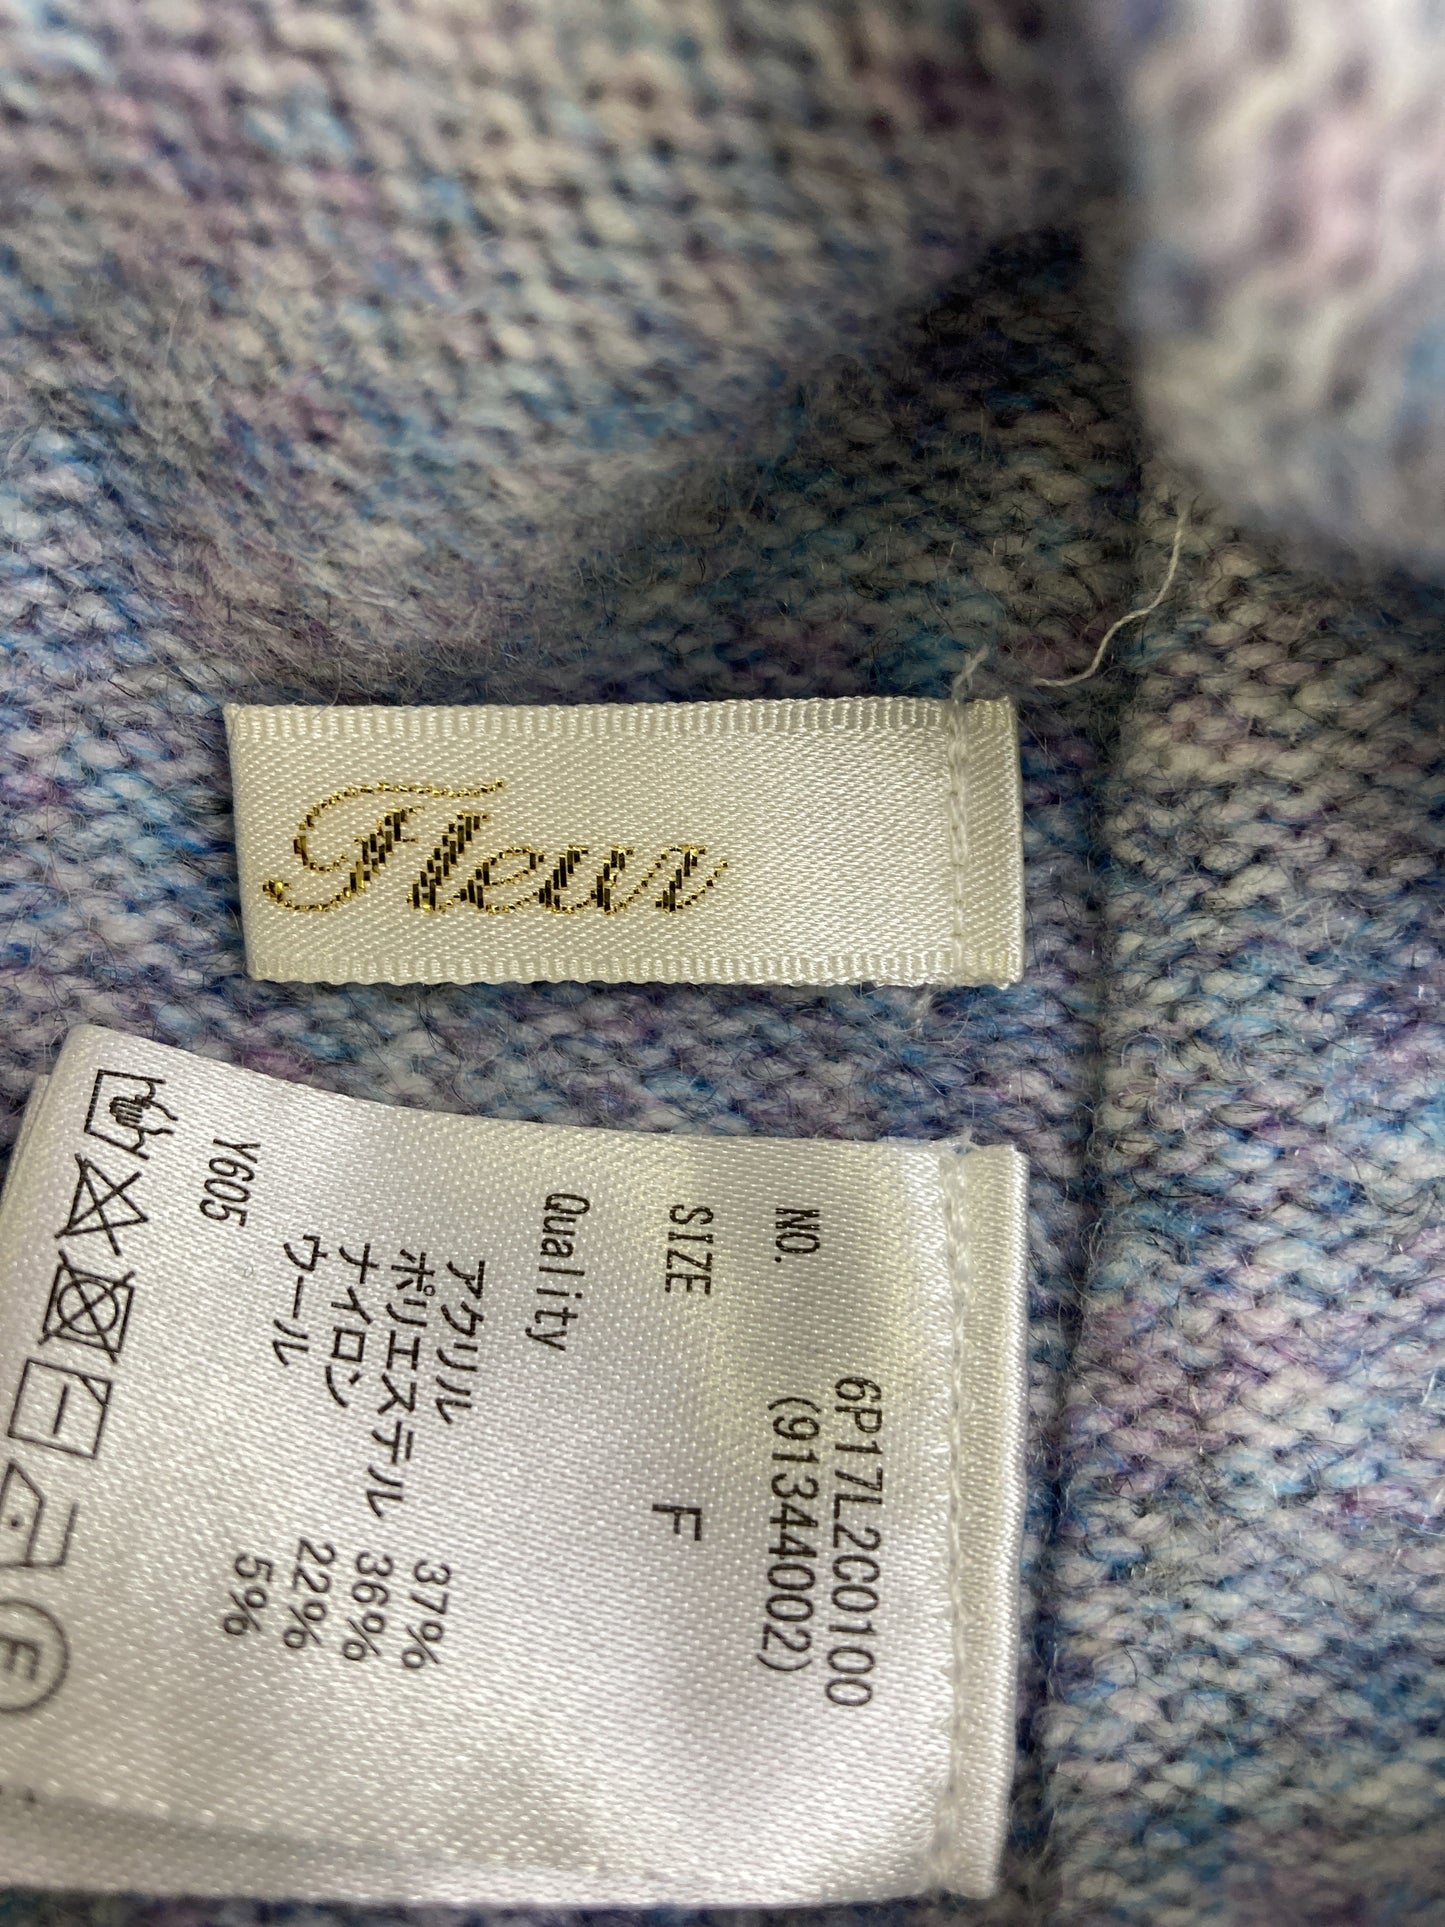 Fleur
NO. 6P17L2C0100
(91344002)
SIZE F
Quality
アクリル 37%
ポリエステル 36%
ナイロン 22%
ウール 5%
Y605